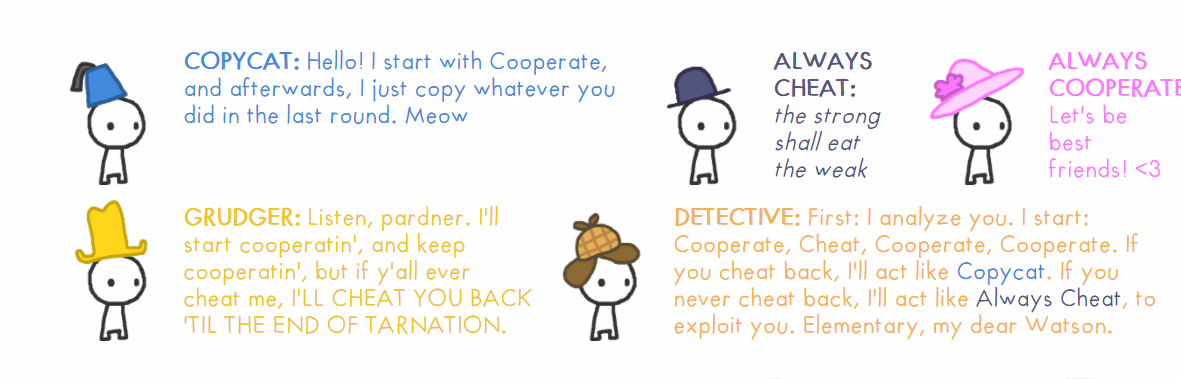 COPYCAT: Hello! I start with Cooperate,
and afterwards, I just copy whatever you
did in the last round. Meow
ALWAYS
CHEAT:
the strong
shall eat
the weak
ALWAYS
COOPERATE
Let's be
best
friends! <3
GRUDGER: Listen, pardner. I'll
start cooperatin', and keep
cooperatin', but if y'all ever
cheat me, I'LL CHEAT YOU BACK
'TIL THE END OF TARNATION.
DETECTIVE: First: I analyze you. I start:
Cooperate, Cheat, Cooperate, Cooperate. If
you cheat back, I'll act like Copycat. If you
never cheat back, I'll act like Always Cheat, to
exploit you. Elementary, my dear Watson.